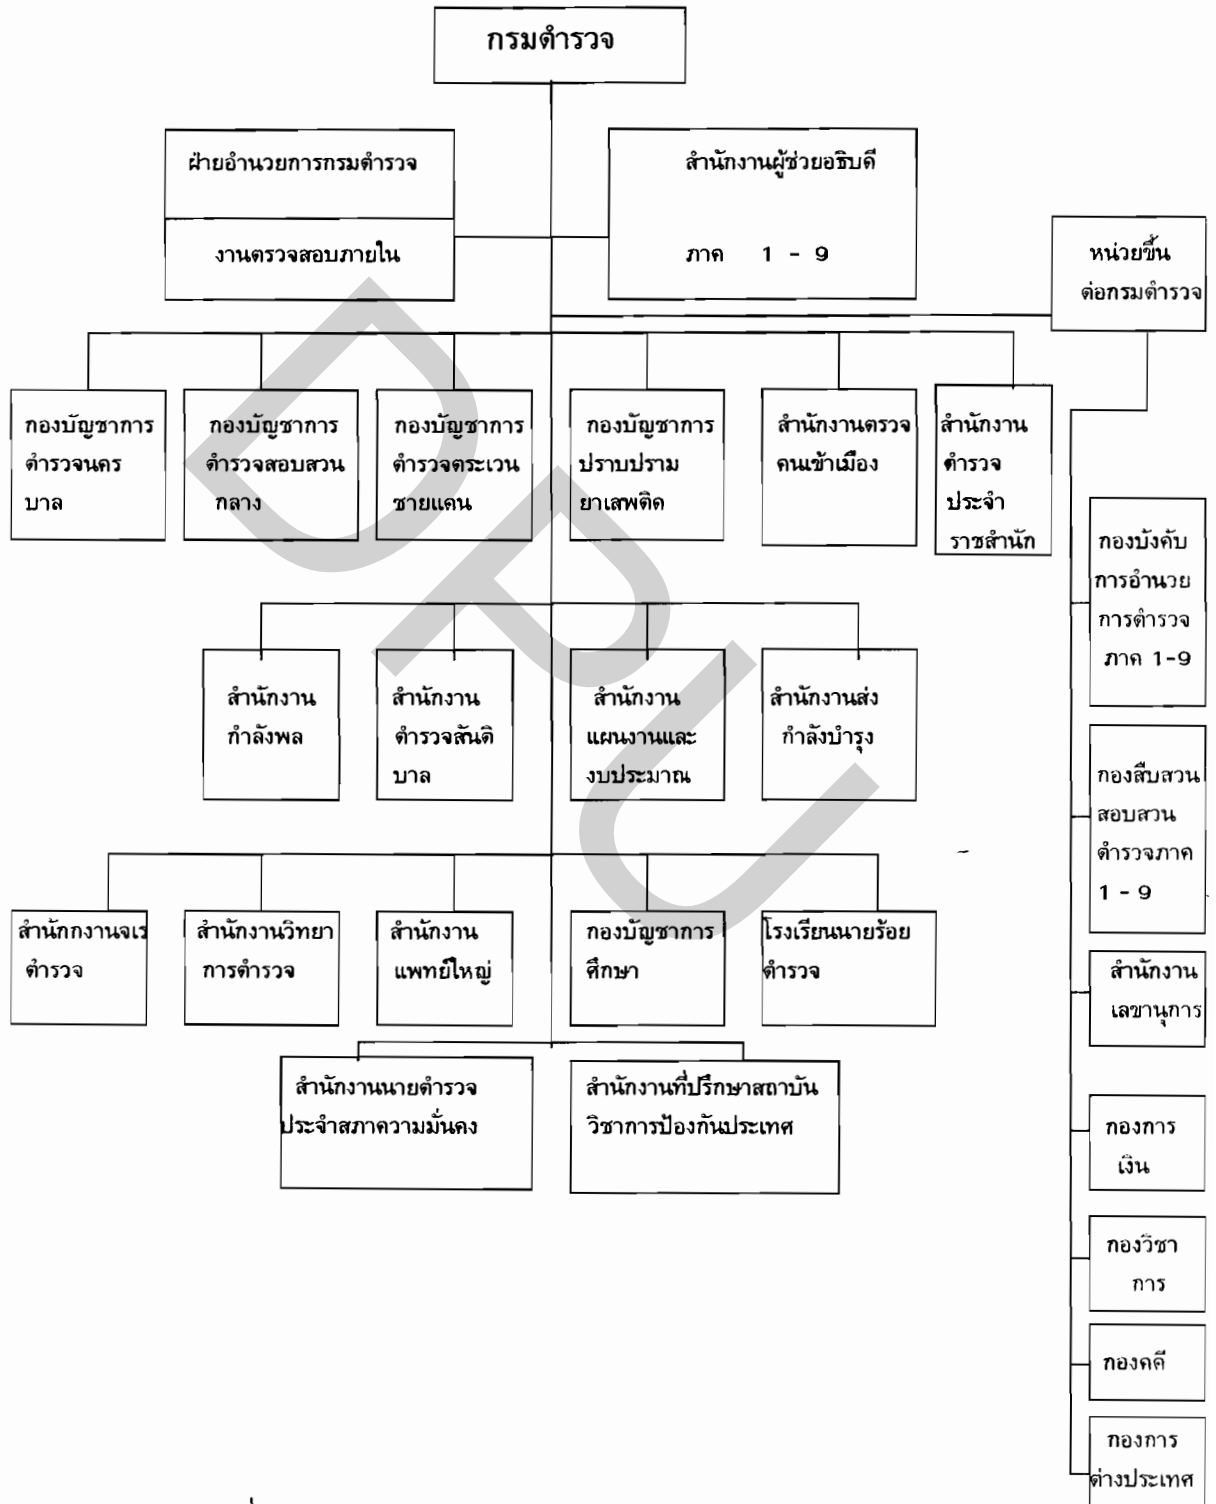 กรมตำรวจ
ฝ่ายอำนวยการกรมตำรวจ
งานตรวจสอบภายใน
สำนักงานผู้ช่วยอธิบดี
ภาค 1 - 9
หน่วยขึ้น
ต่อกรมตำรวจ
กองบัญชาการ
ตำรวจนคร
บาล
กองบัญชาการ
ตำรวจสอบสวน
กลาง
กองบัญชาการ
ตำรวจตระเวน
ชายแดน
กองบัญชาการ
ปราบปราม
ยาเสพติด
สำนักงานตรวจ
คนเข้าเมือง
สำนักงาน
ตำรวจ
ประจำ
ราชสำนัก
สำนักงาน
กำลังพล
สำนักงาน
ตำรวจสันติ
บาล
สำนักงาน
แผนงานและ
งบประมาณ
สำนักงานส่ง
กำลังบำรุง
สำนักกงานจเร
ตำรวจ
สำนักงานวิทยา
การตำรวจ
สำนักงาน
แพทย์ใหญ่
กองบัญชาการ
ศึกษา
โรงเรียนนายร้อย
ตำรวจ
สำนักงานนายตำรวจ
ประจำสภาความมั่นคง
สำนักงานที่ปรึกษาสถาบัน
วิชาการป้องกันประเทศ
กองบังคับ
การอำนวย
การตำรวจ
ภาค 1-9
กองสืบสวน
สอบสวน
ตำรวจภาค
1 - 9
สำนักงาน
เลขานุการ
กองการ
เงิน
กองวิชา
การ
กองคดี
กองการ
ต่างประเทศ
DPU